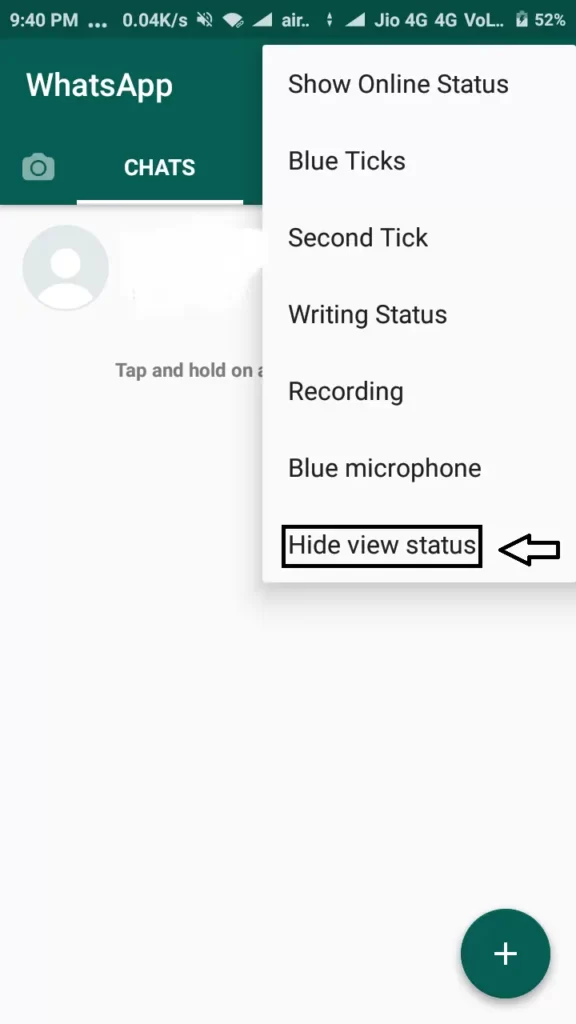 9:40 PM ... 0.04K/s air.. Jio 4G 4G VoL.. 52%
WhatsApp
CHATS
Show Online Status
Blue Ticks
Second Tick
Writing Status
Tap and hold on a
Recording
Blue microphone
Hide view status